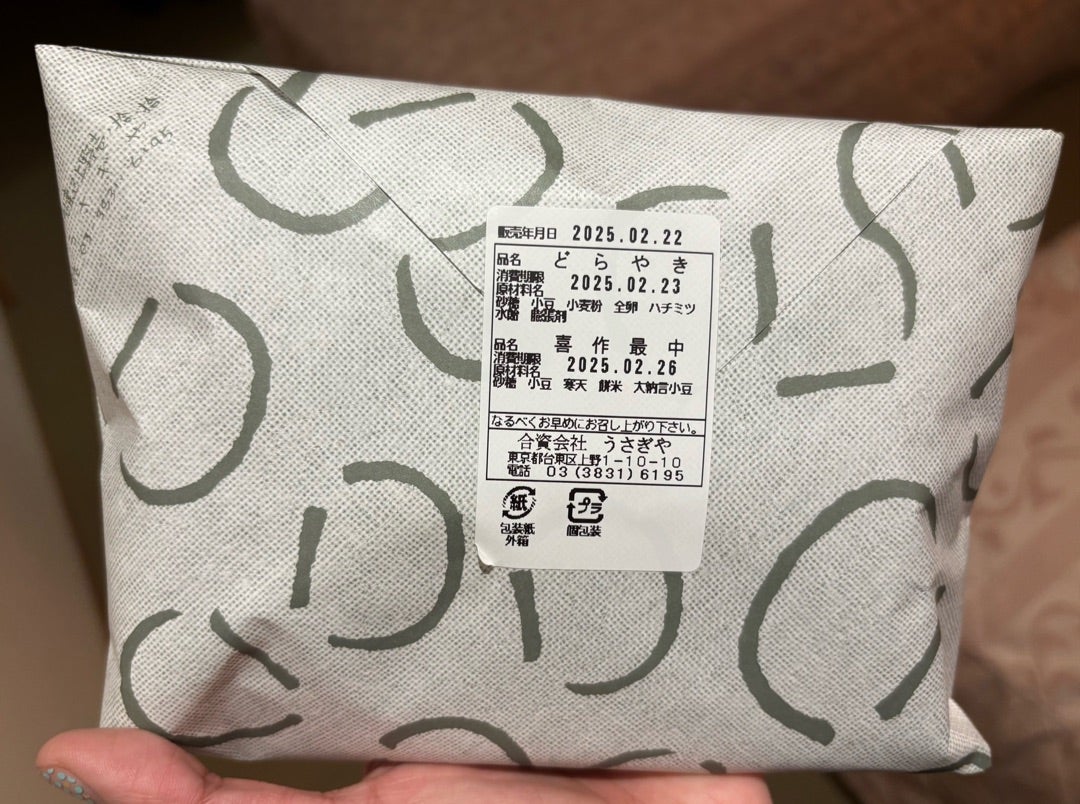 販売年月日 2025.02.22
品名 どらやき
消費期限 2025.02.23
原材料名
砂糖 小豆 小麦粉 全卵 ハチミツ
水飴 膨張剤
品名 喜作最中
消費期限 2025.02.26
原材料名
砂糖 小豆 寒天 餅米 大納言小豆
なるべくお早めにお召し上がり下さい。
合資会社 うさぎや
東京都台東区上野1-10-10
電話 03(3831)6195
紙 プラ
包装紙 個包装
外箱